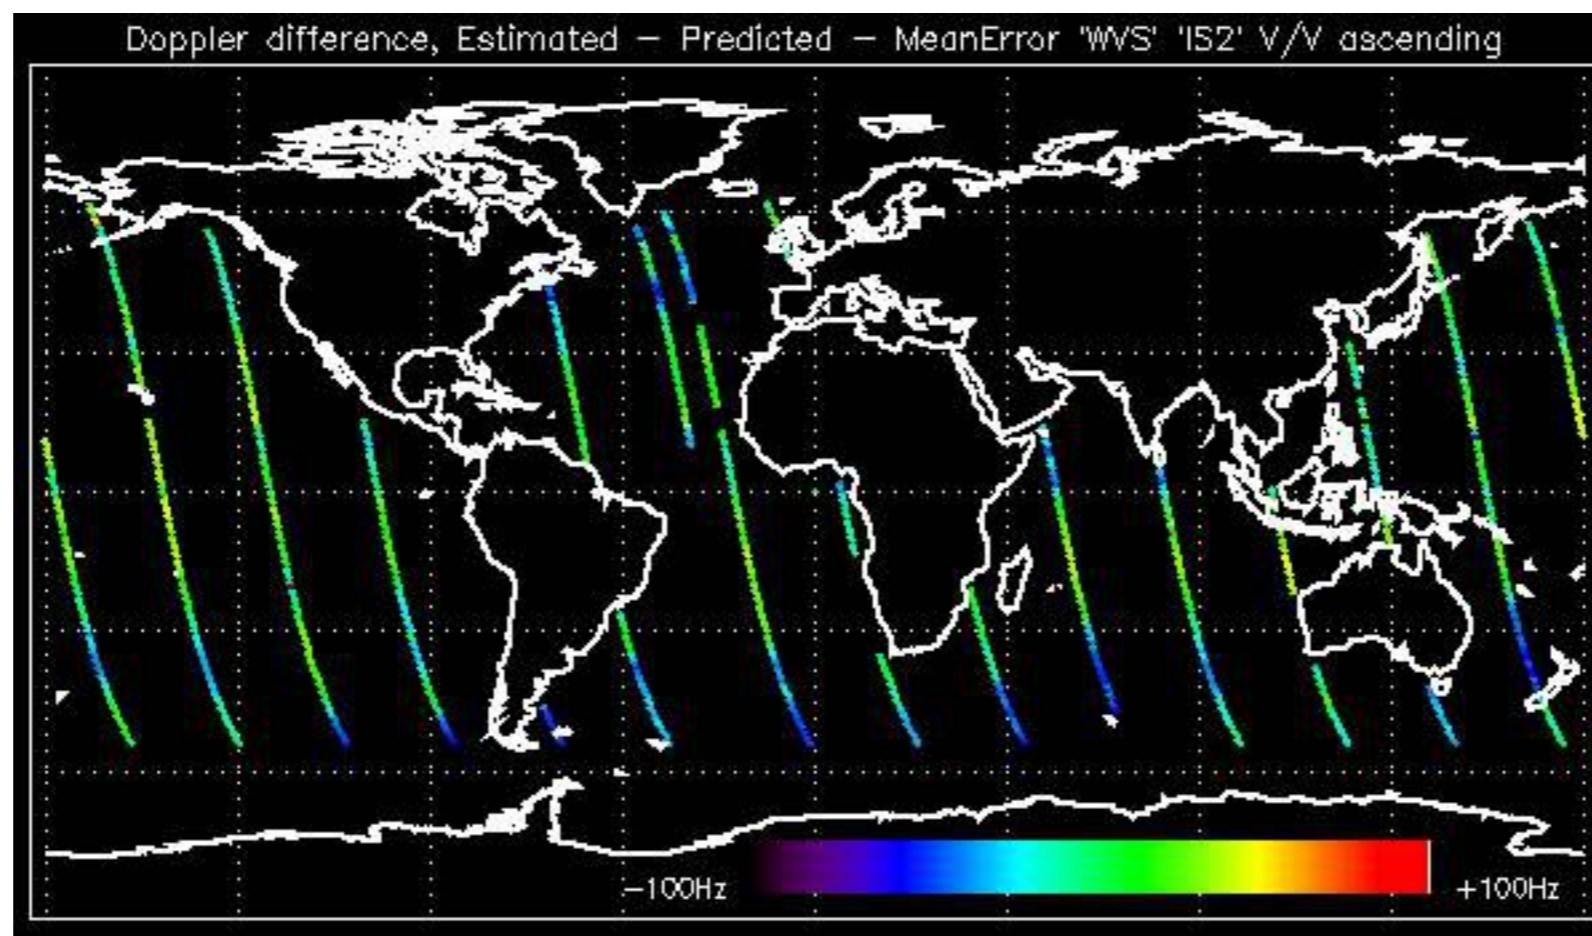 Doppler difference, Estimated – Predicted – MeanError 'WVS' 'IS2' V/V ascending
–100Hz
+100Hz